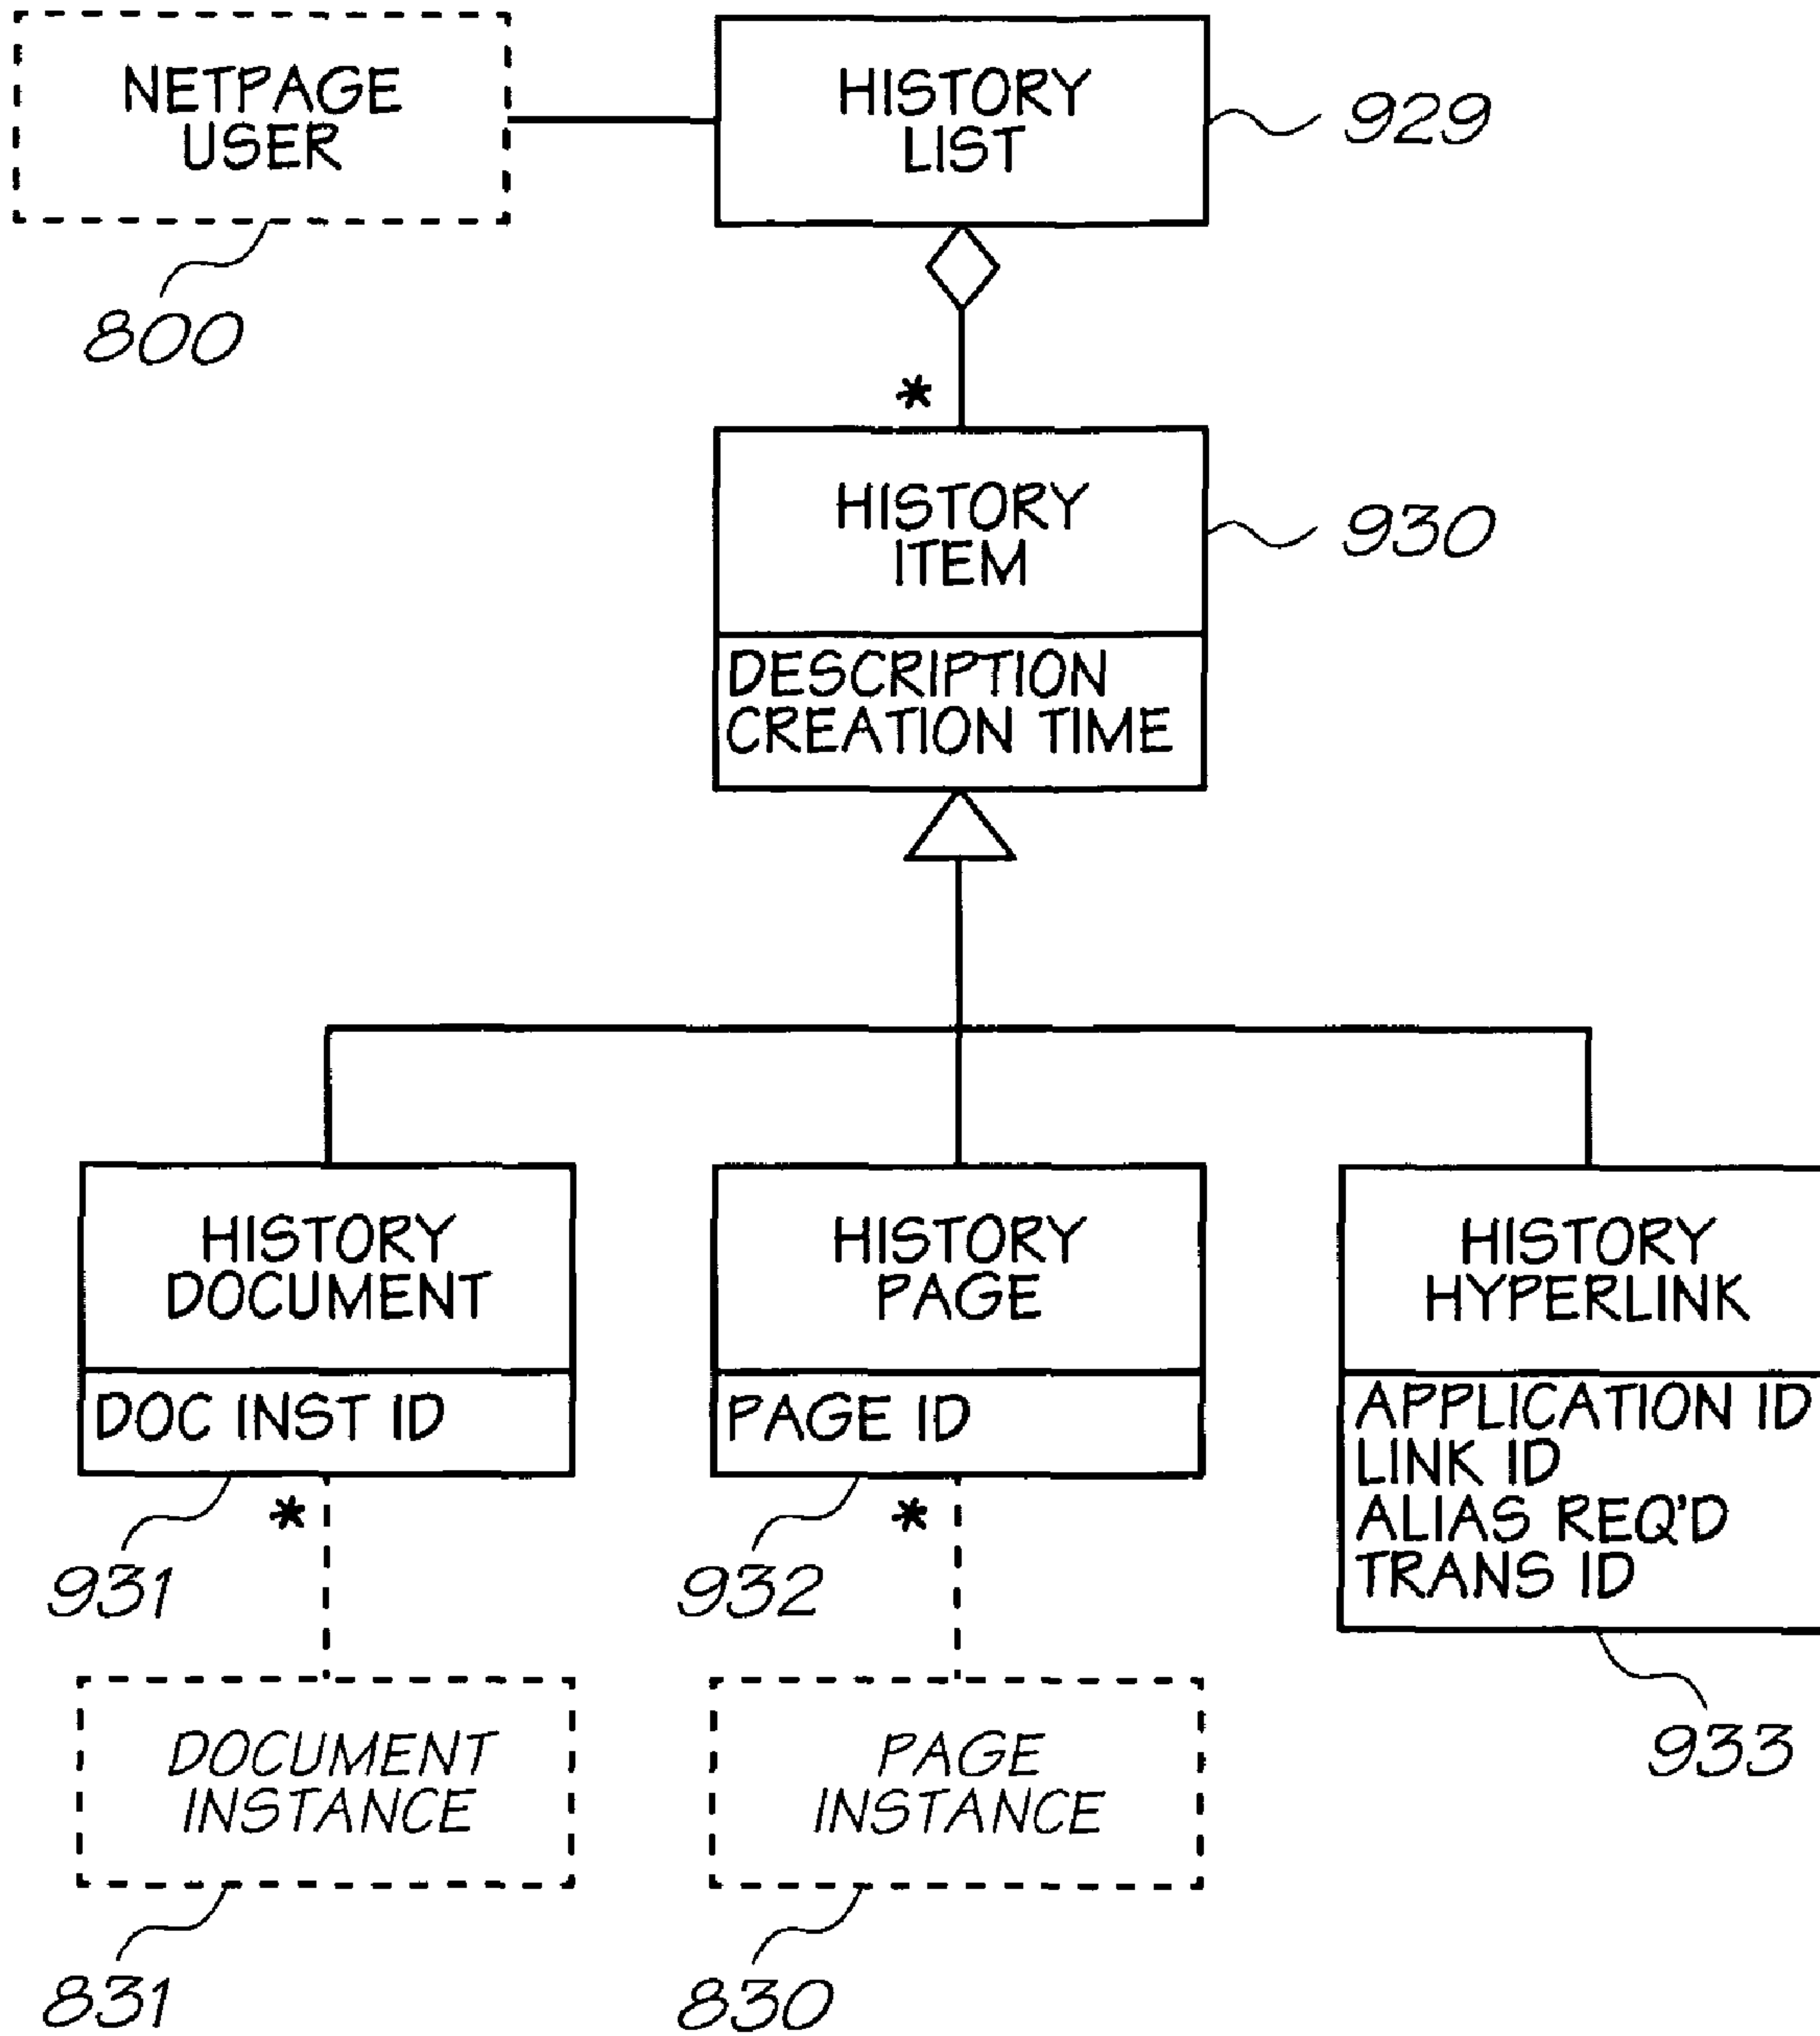 NETPAGE
USER
800
HISTORY
LIST
929
*
HISTORY
ITEM
930
DESCRIPTION
CREATION TIME
HISTORY
DOCUMENT
DOC INST ID
931
*
HISTORY
PAGE
PAGE ID
932
*
HISTORY
HYPERLINK
APPLICATION ID
LINK ID
ALIAS REQ'D
TRANS ID
933
DOCUMENT
INSTANCE
831
PAGE
INSTANCE
830